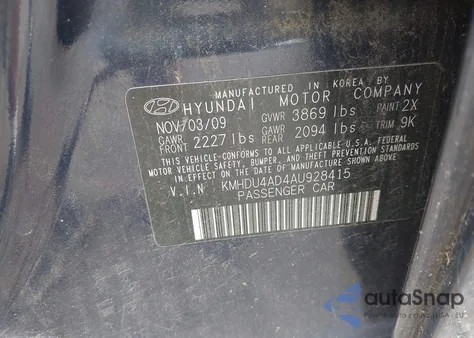 MANUFACTURED IN KOREA BY
HYUNDAI MOTOR COMPANY
NOV/03/09 GVWR 3869 lbs PAINT 2X
GAWR FRONT 2227 lbs GAWR REAR 2094 lbs TRIM 9K
THIS VEHICLE CONFORMS TO ALL APPLICABLE U.S.A. FEDERAL
MOTOR VEHICLE SAFETY, BUMPER, AND THEFT PREVENTION STANDARDS
IN EFFECT ON THE DATE OF MANUFACTURE SHOWN ABOVE.
V.I.N KMHDU4AD4AU928415
PASSENGER CAR
autoSnap